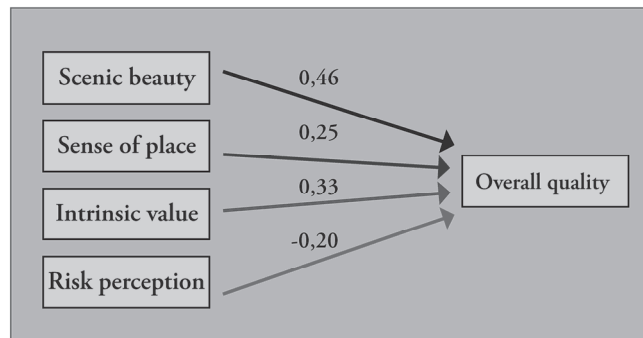 Scenic beauty
0,46
Sense of place
0,25
Intrinsic value
0,33
Risk perception
-0,20
Overall quality